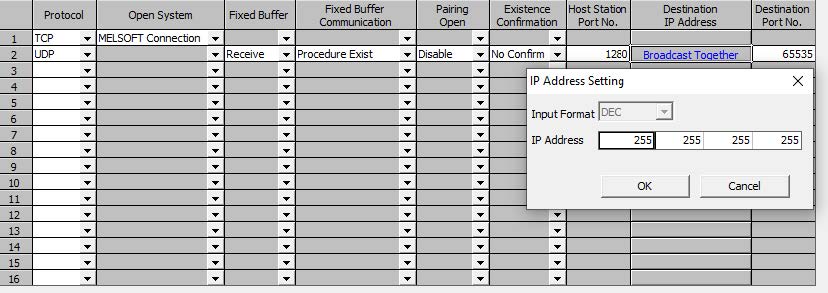 Protocol Open System Fixed Buffer Fixed Buffer Communication Pairing Open Existence Confirmation Host Station Port No. Destination IP Address Destination Port No.
1 TCP MELSOFT Connection
2 UDP Receive Procedure Exist Disable No Confirm 1280 Broadcast Together 65535
3
4
5
6
7
8
9
10
11
12
13
14
15
16
IP Address Setting
Input Format DEC
IP Address 255 255 255 255
OK Cancel